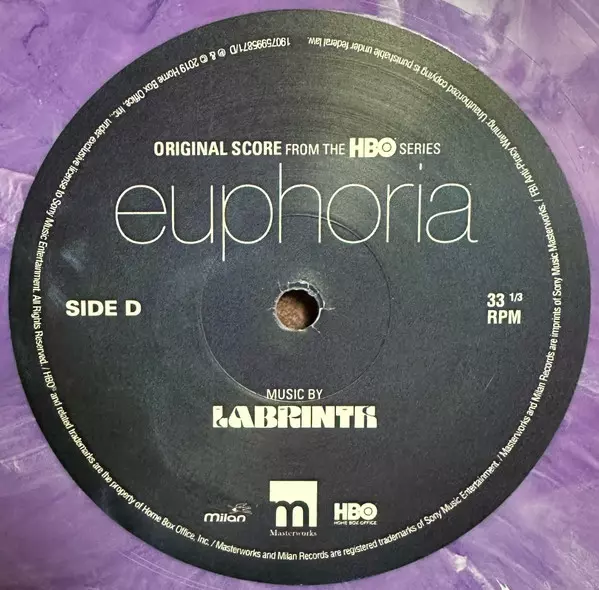 ORIGINAL SCORE FROM THE HBO® SERIES
euphoria
SIDE D
33 1/3
RPM
MUSIC BY
LABRINTH
milan
m
Masterworks
HBO
HOME BOX OFFICE
19075995871/D ℗ & © 2019 Home Box Office, Inc., under exclusive license to Sony Music Entertainment. All Rights Reserved. / HBO® and related trademarks are the property of Home Box Office, Inc. / Masterworks and Milan Records are registered trademarks of Sony Music Entertainment. / Masterworks and Milan Records are imprints of Sony Music Masterworks. / FBI Anti-Piracy Warning: Unauthorized copying is punishable under federal law.